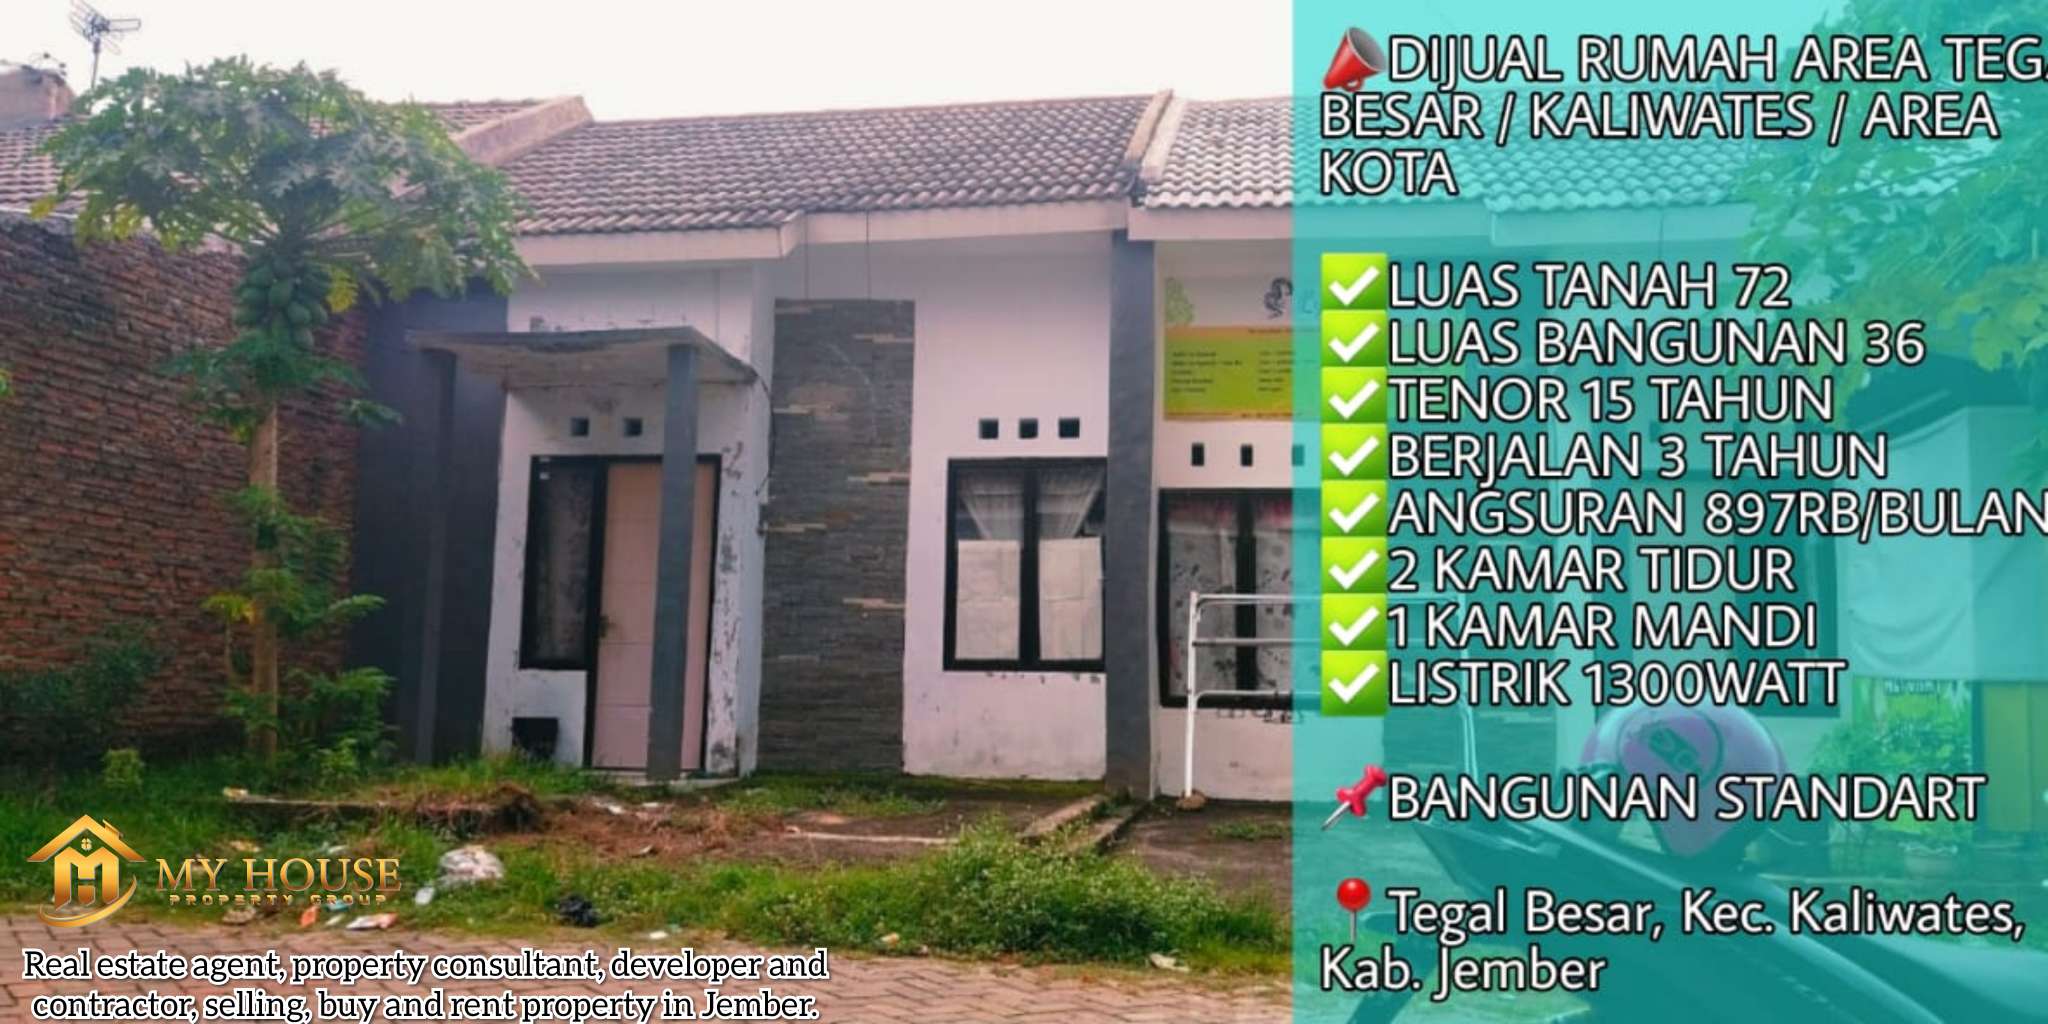 DIJUAL RUMAH AREA
BESAR / KALIWATES / AREA
KOTA
LUAS TANAH 72
LUAS BANGUNAN 36
TENOR 15 TAHUN
BERJALAN 3 TAHUN
ANGSURAN 897RB/BULAN
2 KAMAR TIDUR
1 KAMAR MANDI
LISTRIK 1300WATT
BANGUNAN STANDART
Tegal Besar, Kec. Kaliwates,
Kab. Jember
MY HOUSE
PROPERTY GROUP
Real estate agent, property consultant, developer and
contractor, selling, buy and rent property in Jember.